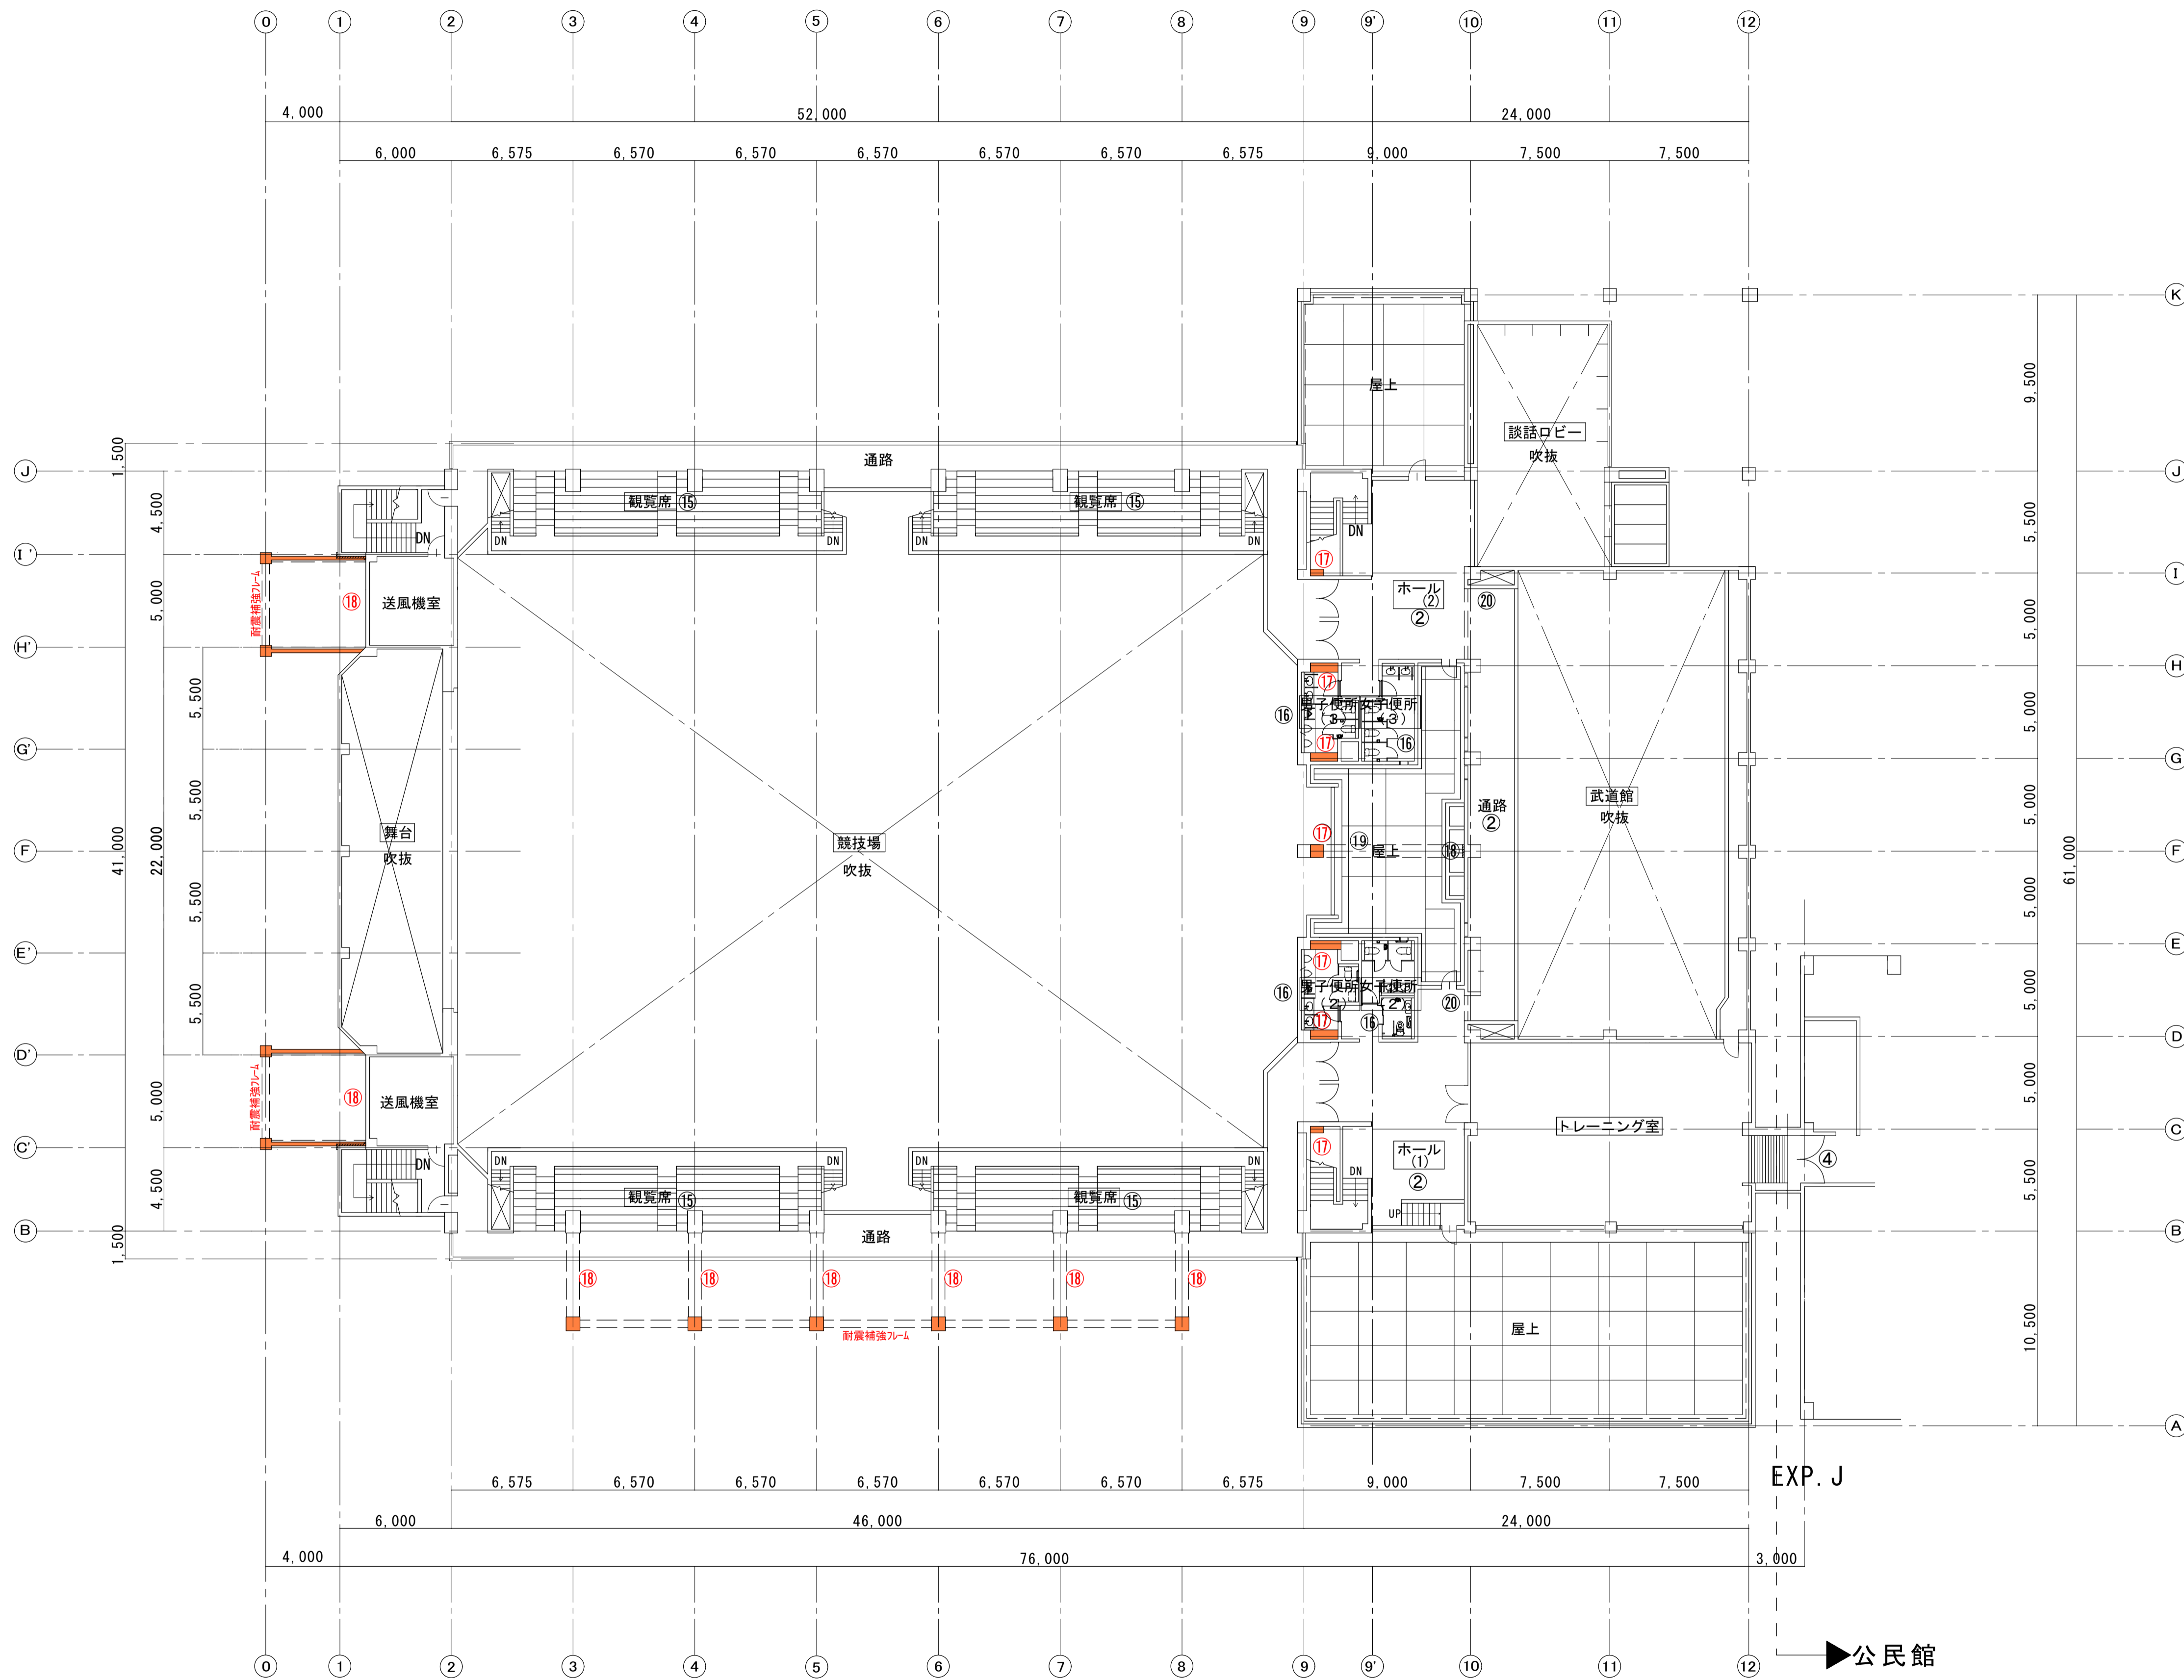 0 1 2 3 4 5 6 7 8 9 9' 10 11 12
4,000 52,000 24,000
6,000 6,575 6,570 6,570 6,570 6,570 6,570 6,575 9,000 7,500 7,500
K
9,500
屋上
談話ロビー
吹抜
1,500
通路
J
J'
4,500
観覧席 ⑮
観覧席 ⑮
5,500
DN
DN
DN
DN
DN
DN
I'
⑰
I
耐震補強フレーム
⑱
送風機室
5,000
ホール
(2)
②
⑳
5,000
H'
H
5,500
⑰
男子便所
(3)
女子便所
(3)
⑯
⑰
⑯
5,000
G'
G
5,500
通路
②
武道館
吹抜
5,000
41,000
22,000
舞台
吹抜
競技場
吹抜
⑰
⑲
屋上
⑱
61,000
F
F
5,500
5,000
E'
E
5,500
⑰
⑯
男子便所
(2)
女子便所
(2)
⑳
⑰
⑯
5,000
D'
D
耐震補強フレーム
⑱
送風機室
5,000
5,000
トレーニング室
C'
C
DN
DN
DN
DN
DN
⑰
ホール
(1)
②
④
DN
4,500
観覧席 ⑮
観覧席 ⑮
5,500
UP
B
B
1,500
通路
⑱ ⑱ ⑱ ⑱ ⑱ ⑱
耐震補強フレーム
屋上
10,500
A
6,575 6,570 6,570 6,570 6,570 6,570 6,575 9,000 7,500 7,500
EXP. J
6,000 46,000 24,000
4,000 76,000 3,000
公民館
0 1 2 3 4 5 6 7 8 9 9' 10 11 12